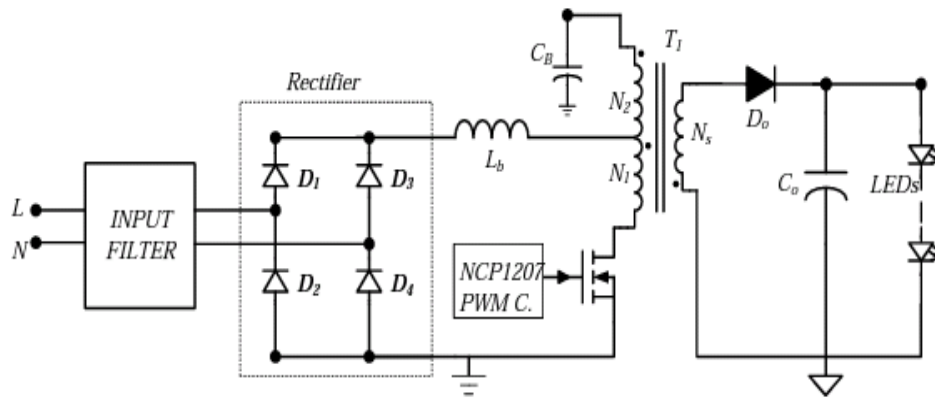 Rectifier
C_B
T_1
N_2
N_1
N_s
D_o
L_b
D_1
D_3
D_2
D_4
L
N
INPUT
FILTER
NCP1207
PWM C.
C_o
LEDs